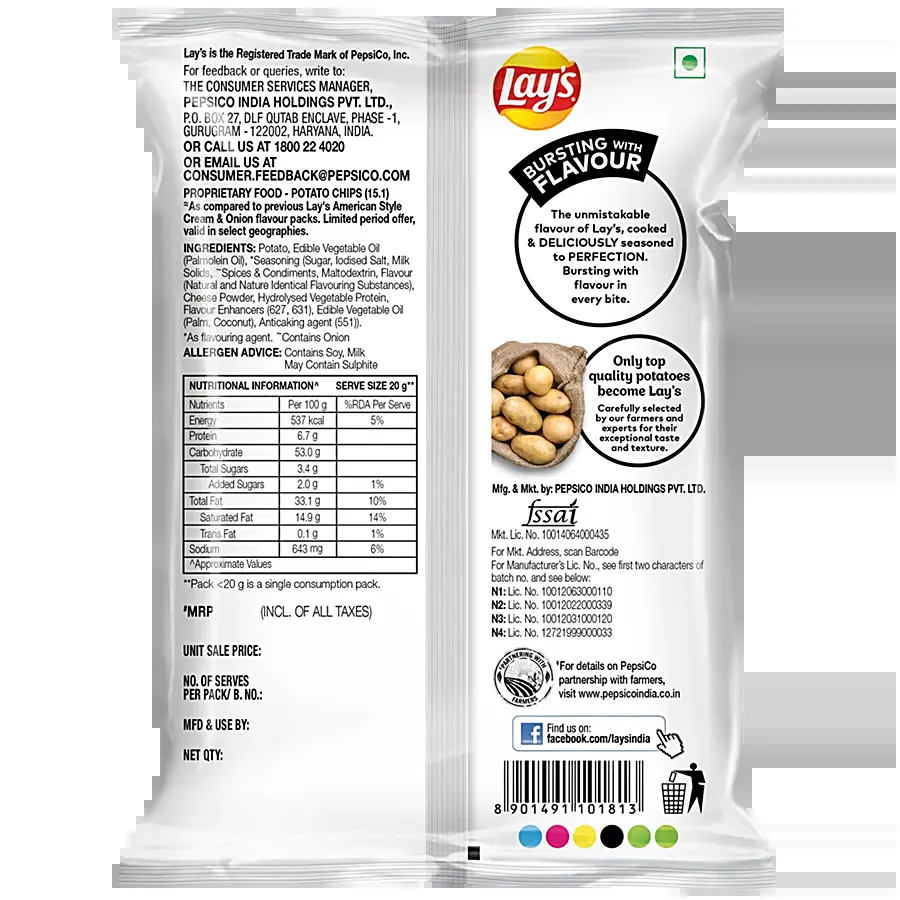 Lay's is the Registered Trade Mark of PepsiCo, Inc.
For feedback or queries, write to:
THE CONSUMER SERVICES MANAGER,
PEPSICO INDIA HOLDINGS PVT. LTD.,
P.O. BOX 27, DLF QUTAB ENCLAVE, PHASE -1,
GURUGRAM - 122002, HARYANA, INDIA.
OR CALL US AT 1800 22 4020
OR EMAIL US AT
CONSUMER.FEEDBACK@PEPSICO.COM
PROPRIETARY FOOD - POTATO CHIPS (15.1)
≈As compared to previous Lay's American Style
Cream & Onion flavour packs. Limited period offer,
valid in select geographies.
INGREDIENTS: Potato, Edible Vegetable Oil
(Palmolein Oil), *Seasoning (Sugar, Iodised Salt, Milk
Solids, ~Spices & Condiments, Maltodextrin, Flavour
(Natural and Nature Identical Flavouring Substances),
Cheese Powder, Hydrolysed Vegetable Protein,
Flavour Enhancers (627, 631), Edible Vegetable Oil
(Palm, Coconut), Anticaking agent (551)).
*As flavouring agent. ~Contains Onion
ALLERGEN ADVICE: Contains Soy, Milk
May Contain Sulphite
NUTRITIONAL INFORMATION^ SERVE SIZE 20 g**
Nutrients Per 100 g %RDA Per Serve
Energy 537 kcal 5%
Protein 6.7 g
Carbohydrate 53.0 g
Total Sugars 3.4 g
Added Sugars 2.0 g 1%
Total Fat 33.1 g 10%
Saturated Fat 14.9 g 14%
Trans Fat 0.1 g 1%
Sodium 643 mg 6%
^Approximate Values
**Pack <20 g is a single consumption pack.
#MRP (INCL. OF ALL TAXES)
UNIT SALE PRICE:
NO. OF SERVES
PER PACK/ B. NO.:
MFD & USE BY:
NET QTY:
Lay's
BURSTING WITH
FLAVOUR
The unmistakable
flavour of Lay's, cooked
& DELICIOUSLY seasoned
to PERFECTION.
Bursting with
flavour in
every bite.
Only top
quality potatoes
become Lay's
Carefully selected
by our farmers and
experts for their
exceptional taste
and texture.
Mfg. & Mkt. by: PEPSICO INDIA HOLDINGS PVT. LTD.
fssai
Mkt. Lic. No. 10014064000435
For Mkt. Address, scan Barcode
For Manufacturer's Lic. No., see first two characters of
batch no. and see below:
N1: Lic. No. 10012063000110
N2: Lic. No. 10012022000339
N3: Lic. No. 10012031000120
N4: Lic. No. 12721999000033
†PARTNERING WITH
FARMERS
†For details on PepsiCo
partnership with farmers,
visit www.pepsicoindia.co.in
f Find us on:
facebook.com/laysindia
8 901491 101813